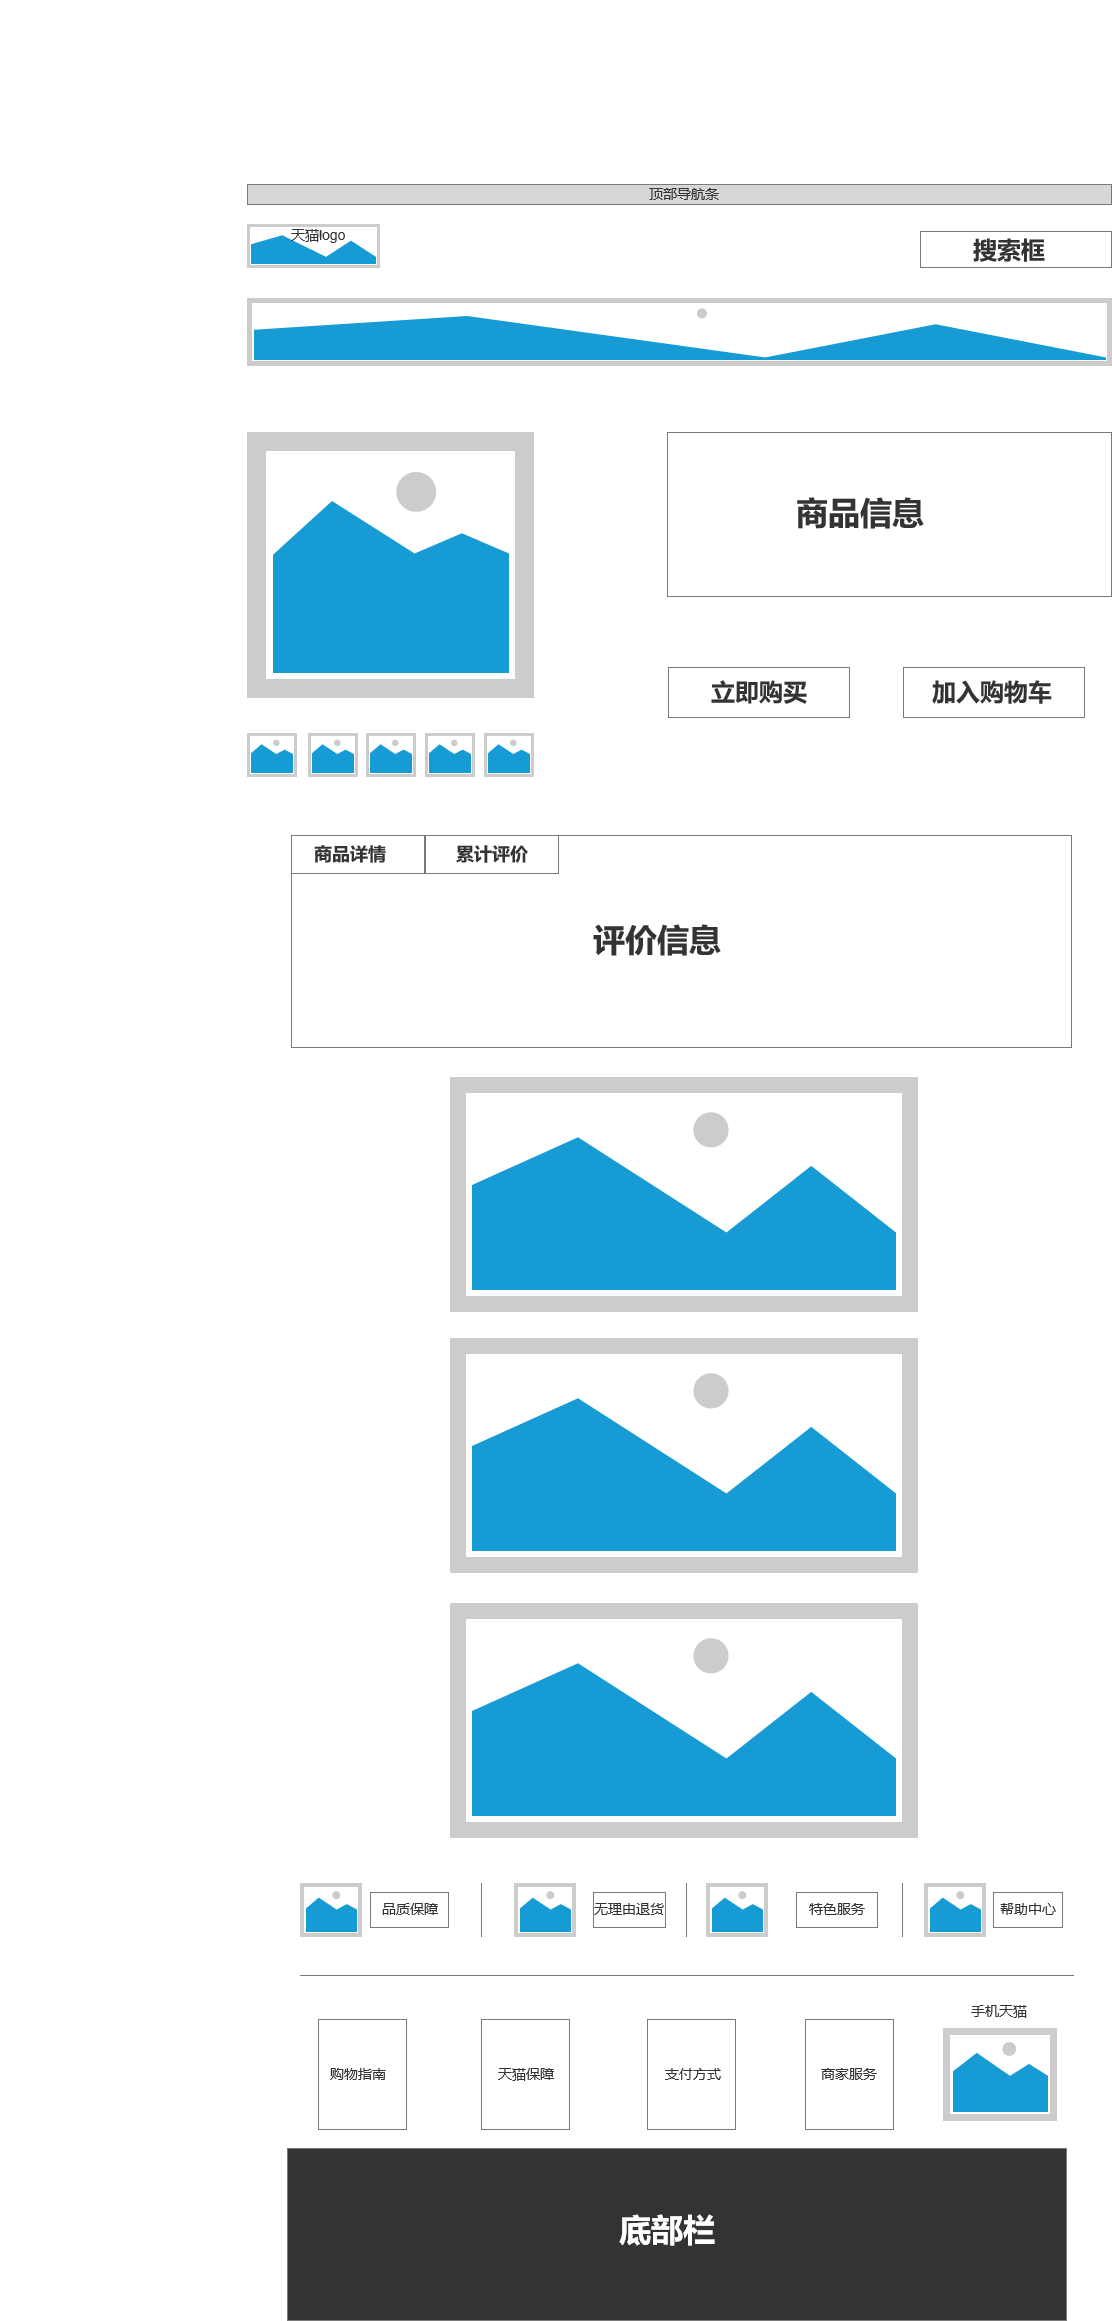 顶部导航条
天猫logo
搜索框
商品信息
立即购买
加入购物车
商品详情
累计评价
评价信息
品质保障
无理由退货
特色服务
帮助中心
手机天猫
购物指南
天猫保障
支付方式
商家服务
底部栏